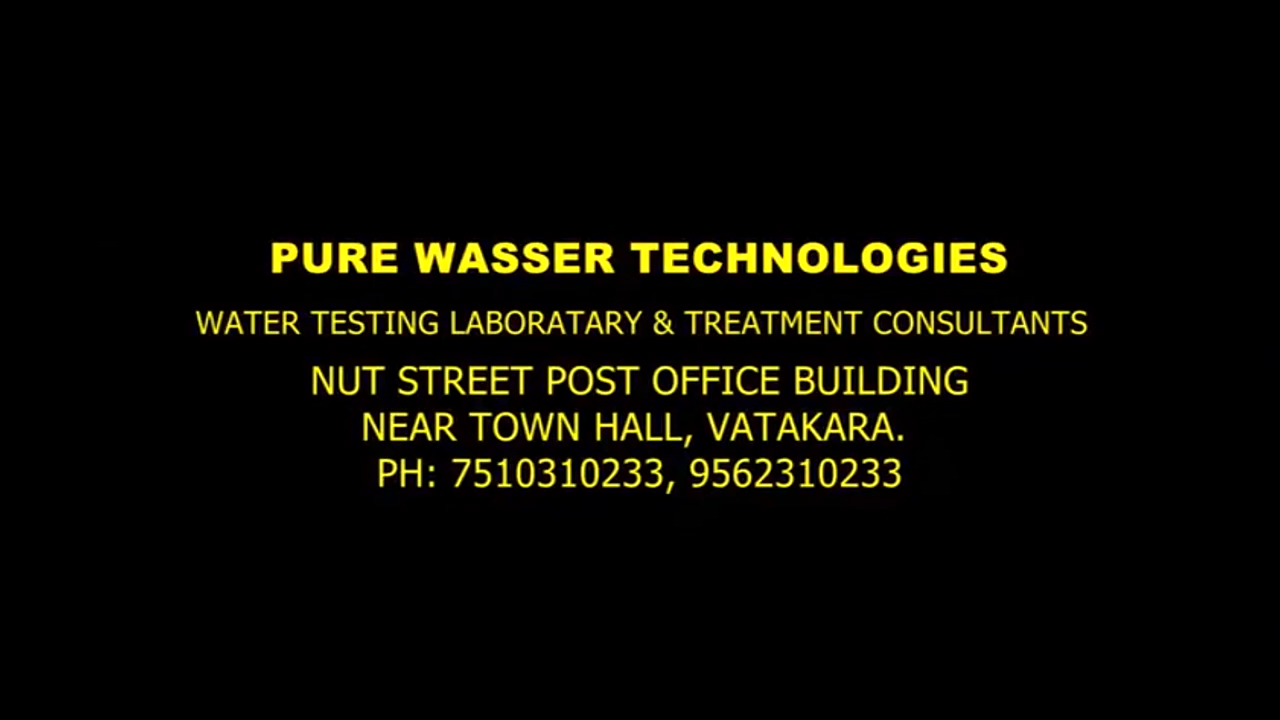 PURE WASSER TECHNOLOGIES
WATER TESTING LABORATARY & TREATMENT CONSULTANTS
NUT STREET POST OFFICE BUILDING
NEAR TOWN HALL, VATAKARA.
PH: 7510310233, 9562310233